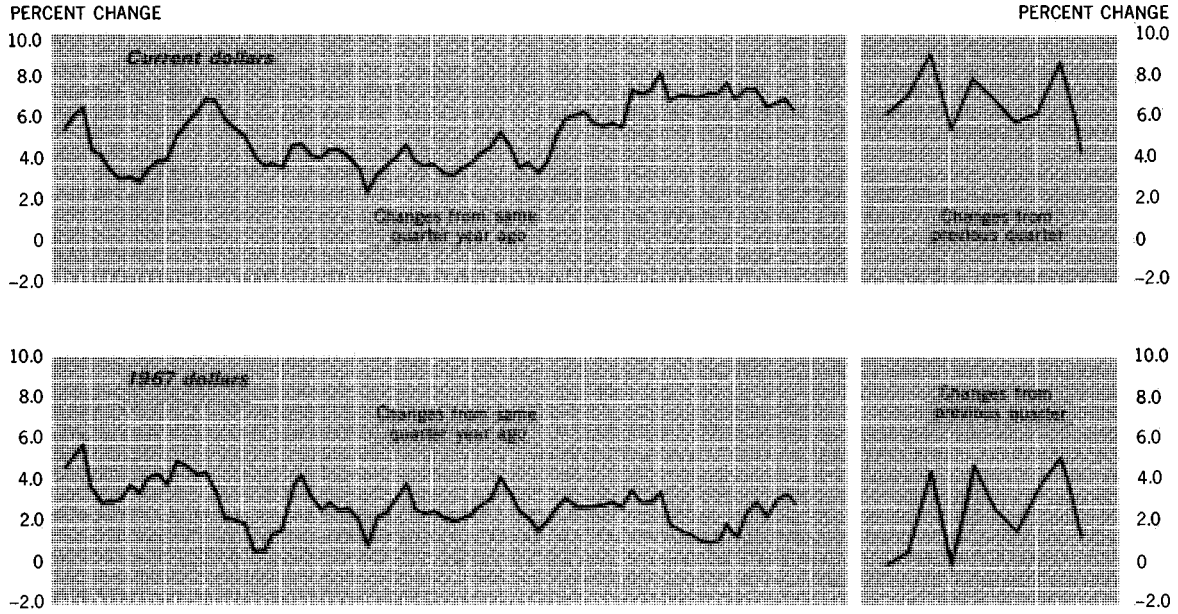 PERCENT CHANGE
PERCENT CHANGE
10.0
8.0
6.0
4.0
2.0
0
-2.0
Current dollars
Changes from same
quarter year ago
Changes from
previous quarter
10.0
8.0
6.0
4.0
2.0
0
-2.0
10.0
8.0
6.0
4.0
2.0
0
-2.0
1967 dollars
Changes from same
quarter year ago
Changes from
previous quarter
10.0
8.0
6.0
4.0
2.0
0
-2.0